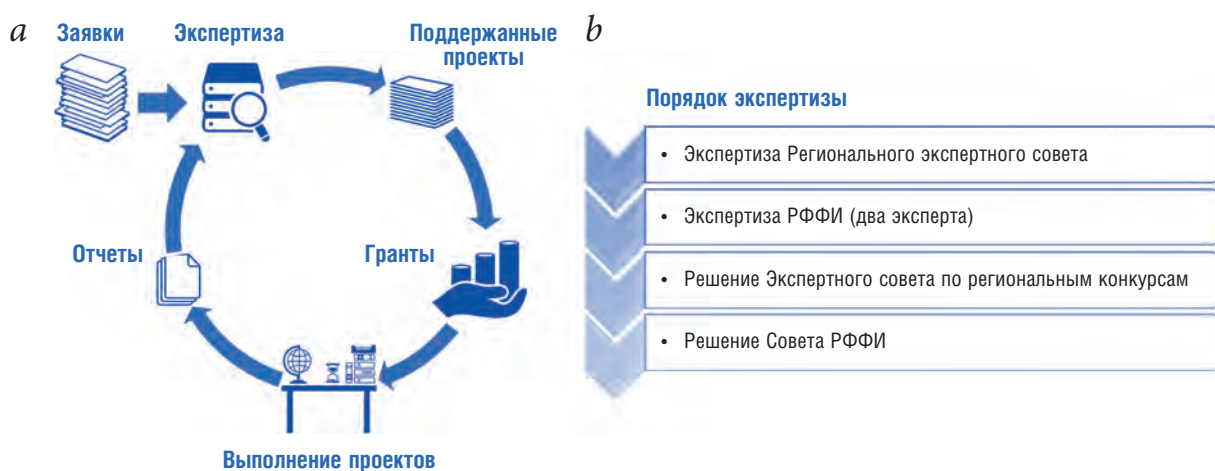 a
Заявки
Экспертиза
Поддержанные
проекты
Отчеты
Гранты
Выполнение проектов
b
Порядок экспертизы
• Экспертиза Регионального экспертного совета
• Экспертиза РФФИ (два эксперта)
• Решение Экспертного совета по региональным конкурсам
• Решение Совета РФФИ